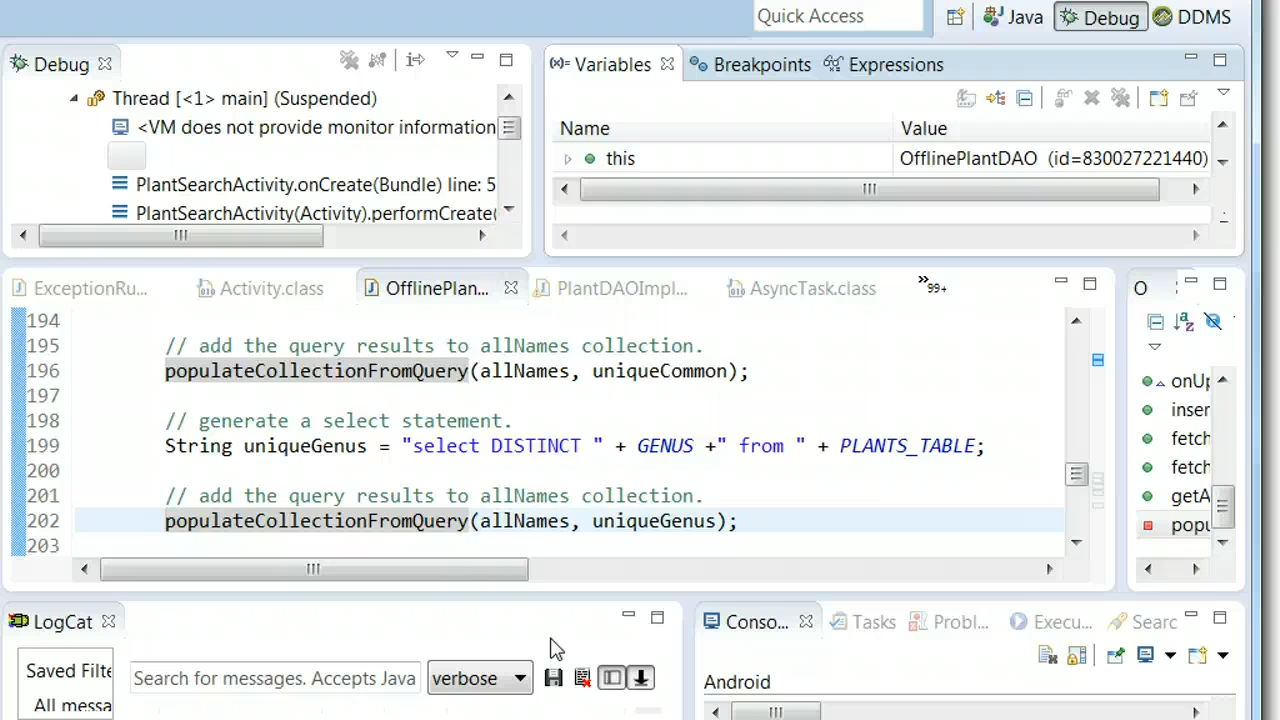 Quick Access
Java
Debug
DDMS
Debug
Variables
Breakpoints
Expressions
Thread [<1> main] (Suspended)
<VM does not provide monitor information
PlantSearchActivity.onCreate(Bundle) line: 5
PlantSearchActivity(Activity).performCreate(
Name
Value
this
OfflinePlantDAO (id=830027221440)
ExceptionRu...
Activity.class
OfflinePlan...
PlantDAOImpl...
AsyncTask.class
»99+
O
194
195 // add the query results to allNames collection.
196 populateCollectionFromQuery(allNames, uniqueCommon);
197
198 // generate a select statement.
199 String uniqueGenus = "select DISTINCT " + GENUS +" from " + PLANTS_TABLE;
200
201 // add the query results to allNames collection.
202 populateCollectionFromQuery(allNames, uniqueGenus);
203
onUp
inser
fetch
fetch
getA
popu
LogCat
Saved Filte
All messa
Search for messages. Accepts Java
verbose
Conso...
Tasks
Probl...
Execu...
Searc
Android